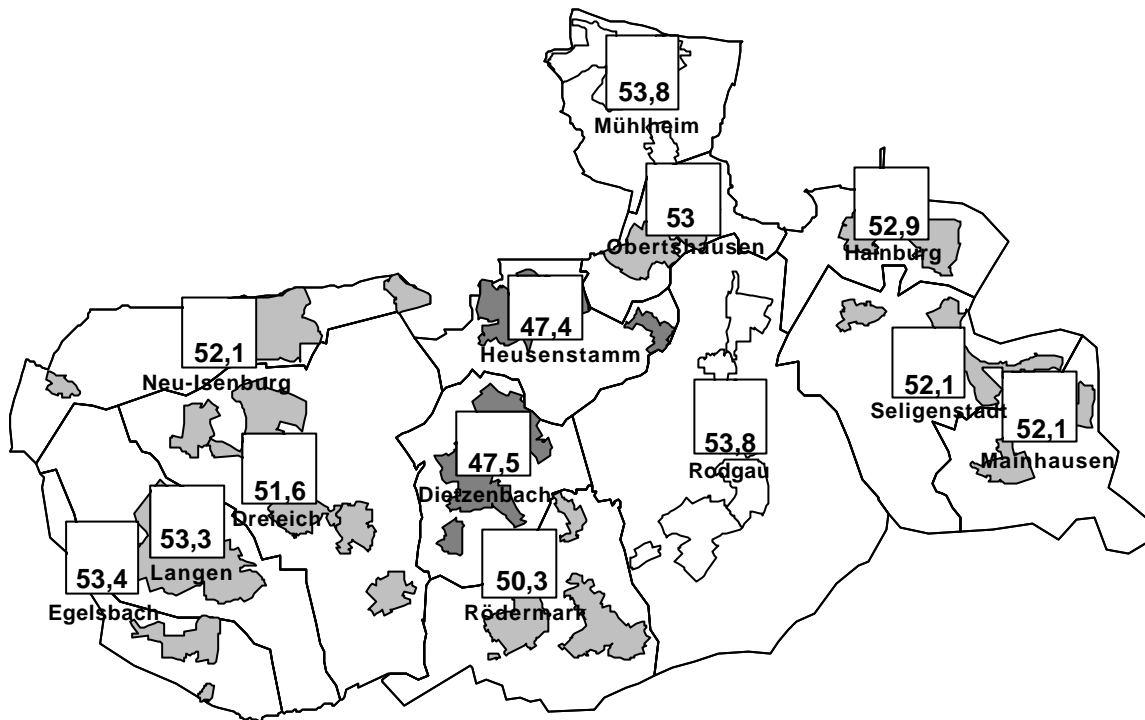 53,8
Mühlheim
53
Obertshausen
52,9
Hainburg
47,4
Heusenstamm
52,1
Neu-Isenburg
52,1
Seligenstadt
52,1
Mainhausen
53,8
Rodgau
47,5
Dietzenbach
51,6
Dreieich
53,3
Langen
53,4
Egelsbach
50,3
Rödermark